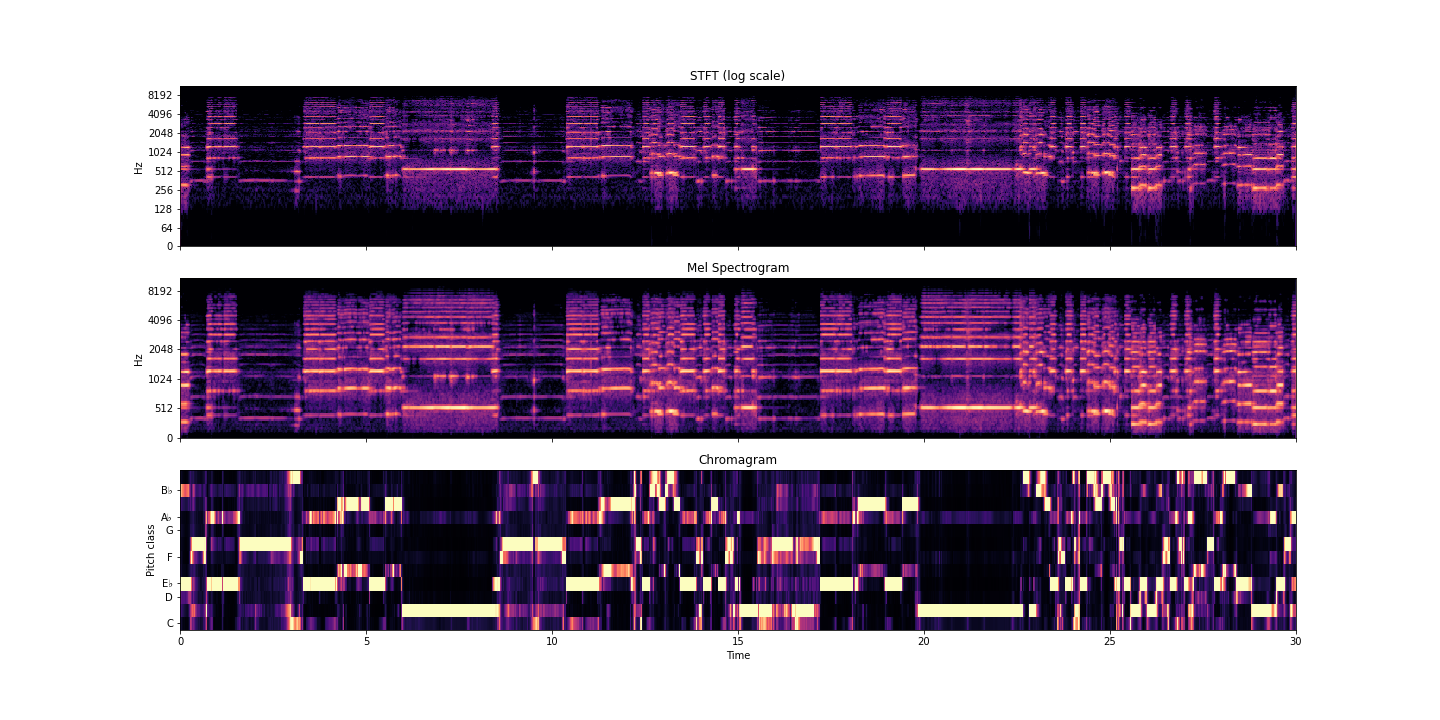 STFT (log scale)
8192
4096
2048
1024
512
256
128
64
0
Hz
Mel Spectrogram
8192
4096
2048
1024
512
0
Hz
Chromagram
B♭
A♭
G
F
E♭
D
C
Pitch class
0 5 10 15 20 25 30
Time